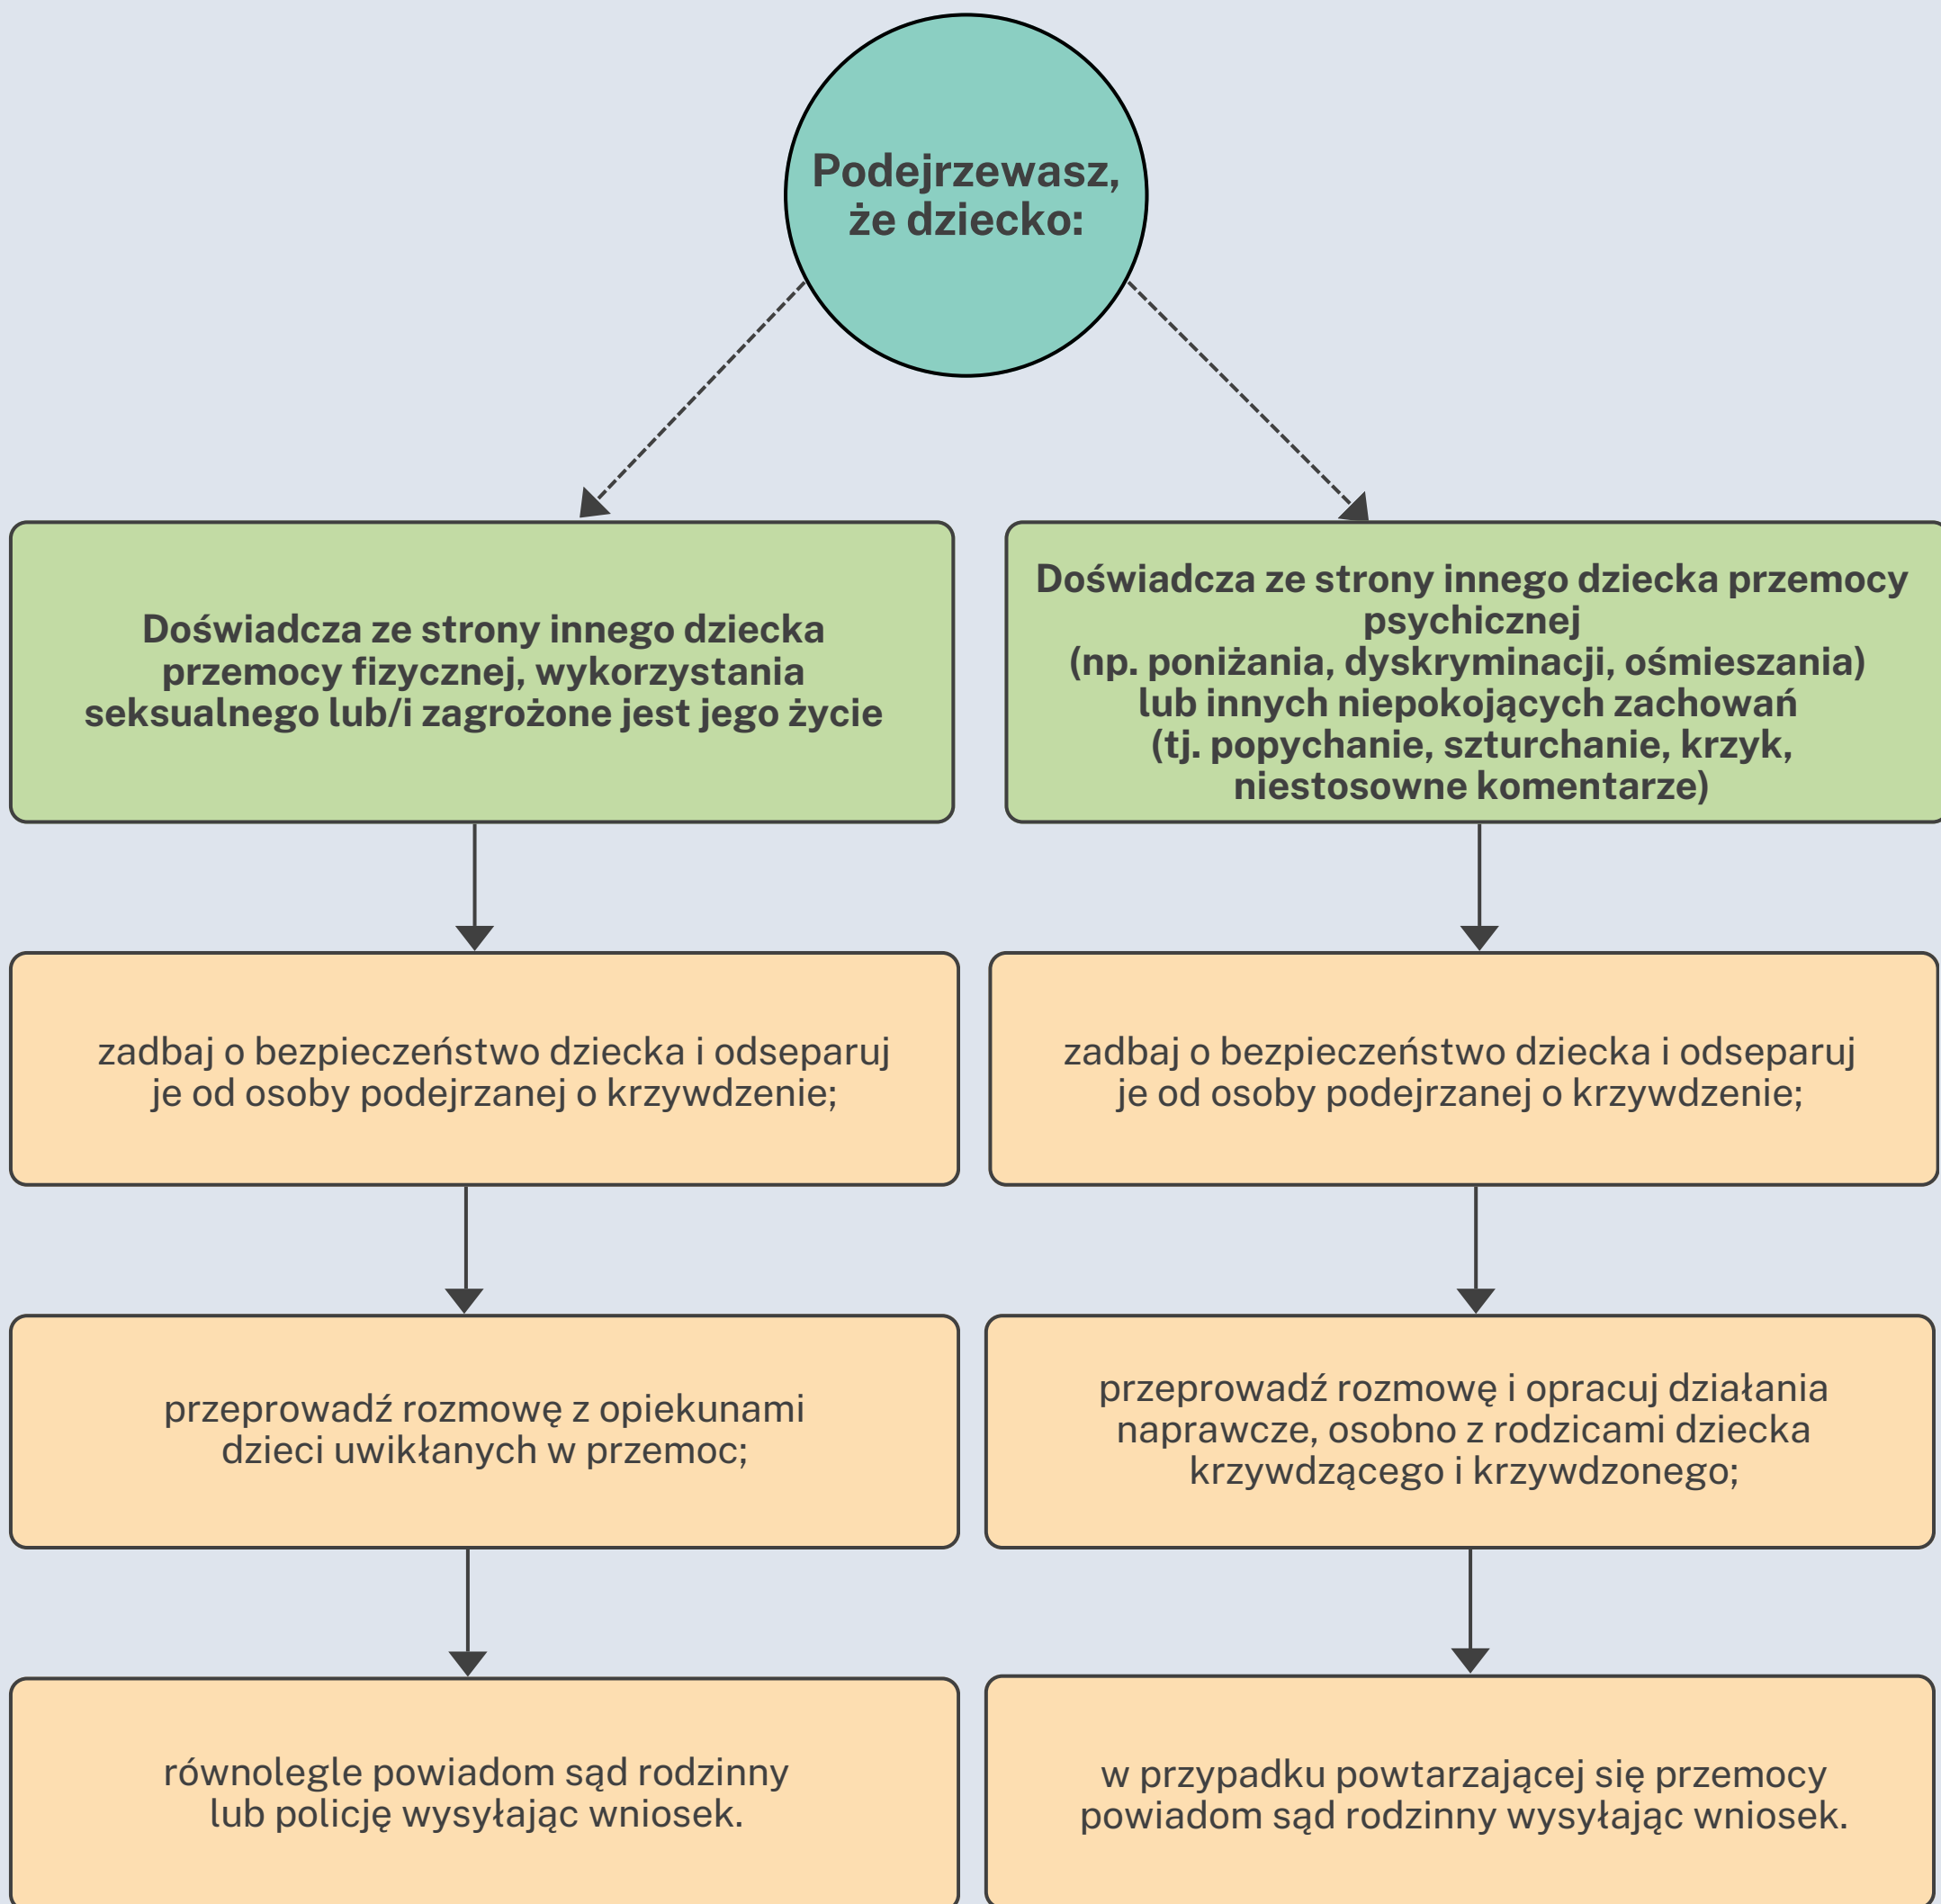 Podejrzewasz,
że dziecko:
Doświadcza ze strony innego dziecka
przemocy fizycznej, wykorzystania
seksualnego lub/i zagrożone jest jego życie
Doświadcza ze strony innego dziecka przemocy
psychicznej
(np. poniżania, dyskryminacji, ośmieszania)
lub innych niepokojących zachowań
(tj. popychanie, szturchanie, krzyk,
niestosowne komentarze)
zadbaj o bezpieczeństwo dziecka i odseparuj
je od osoby podejrzanej o krzywdzenie;
zadbaj o bezpieczeństwo dziecka i odseparuj
je od osoby podejrzanej o krzywdzenie;
przeprowadź rozmowę z opiekunami
dzieci uwikłanych w przemoc;
przeprowadź rozmowę i opracuj działania
naprawcze, osobno z rodzicami dziecka
krzywdzącego i krzywdzonego;
równolegle powiadom sąd rodzinny
lub policję wysyłając wniosek.
w przypadku powtarzającej się przemocy
powiadom sąd rodzinny wysyłając wniosek.